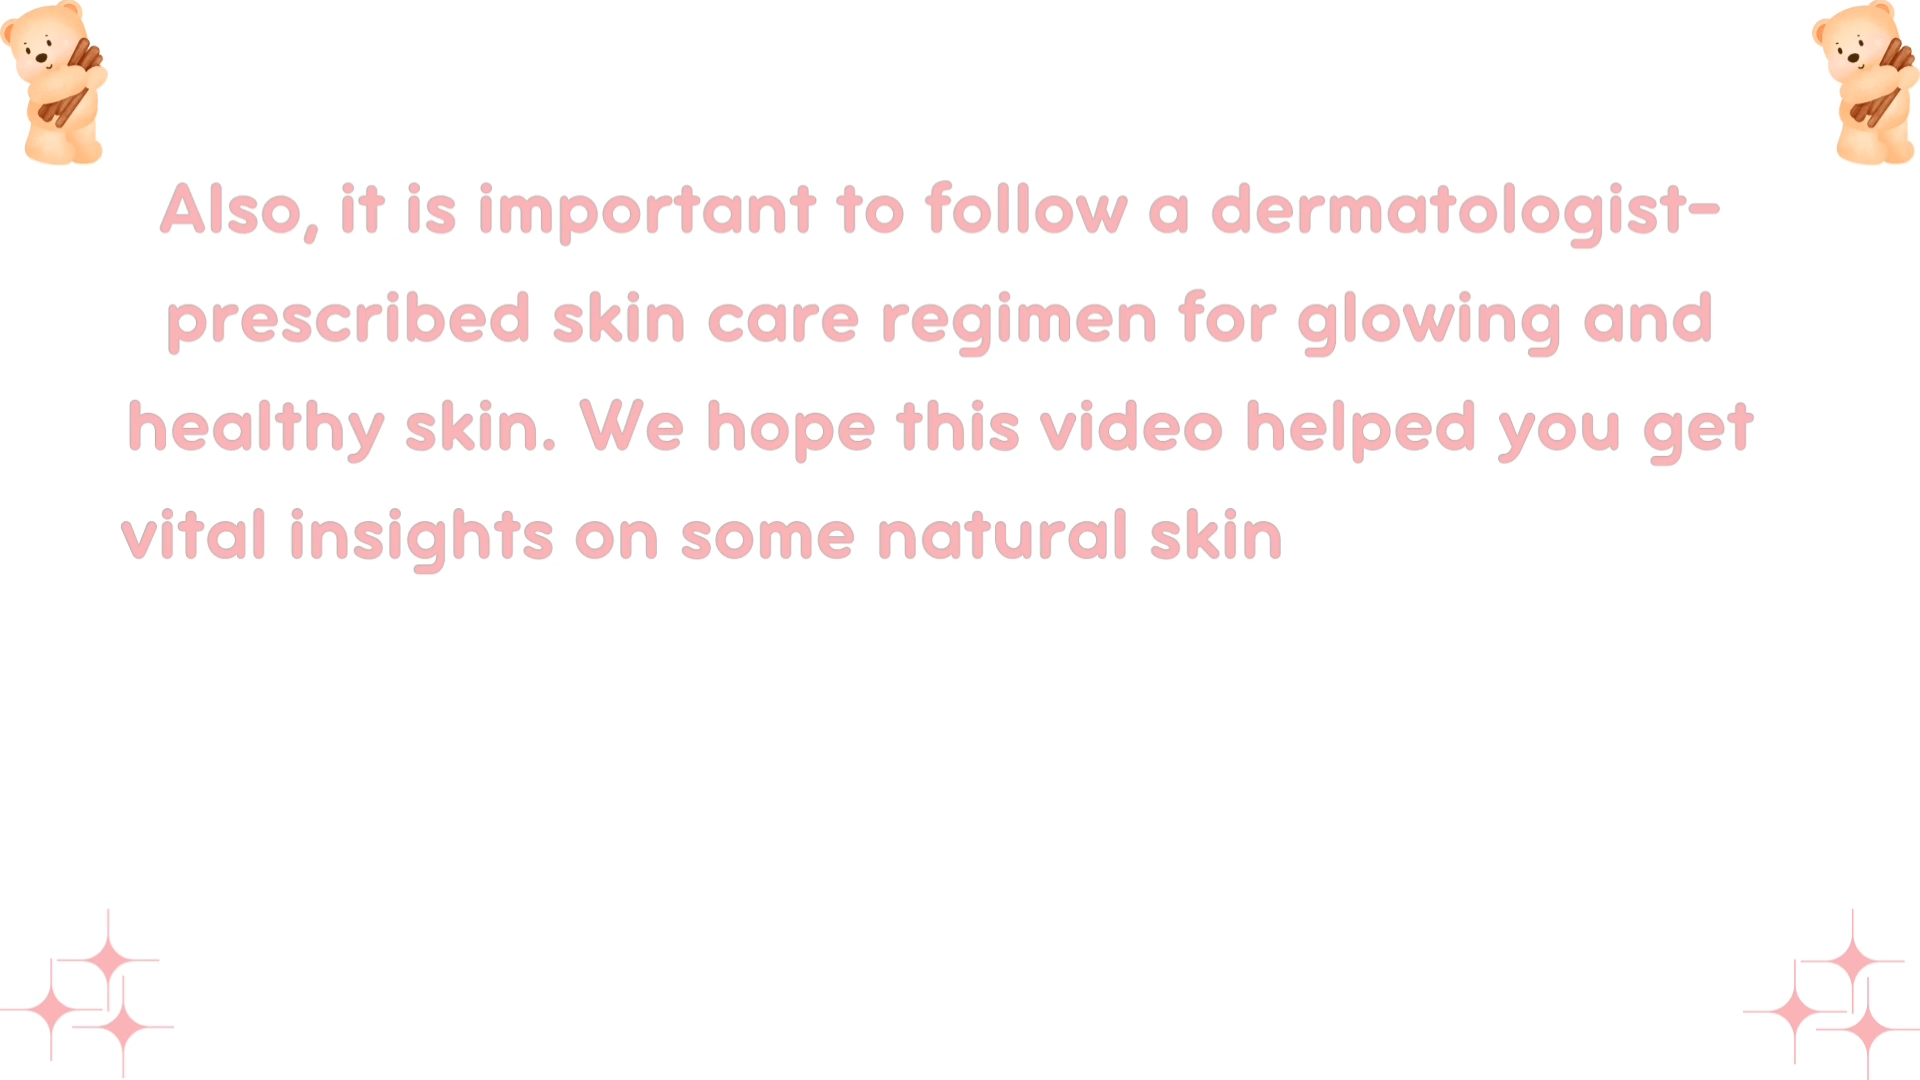 Also, it is important to follow a dermatologist-
prescribed skin care regimen for glowing and
healthy skin. We hope this video helped you get
vital insights on some natural skin